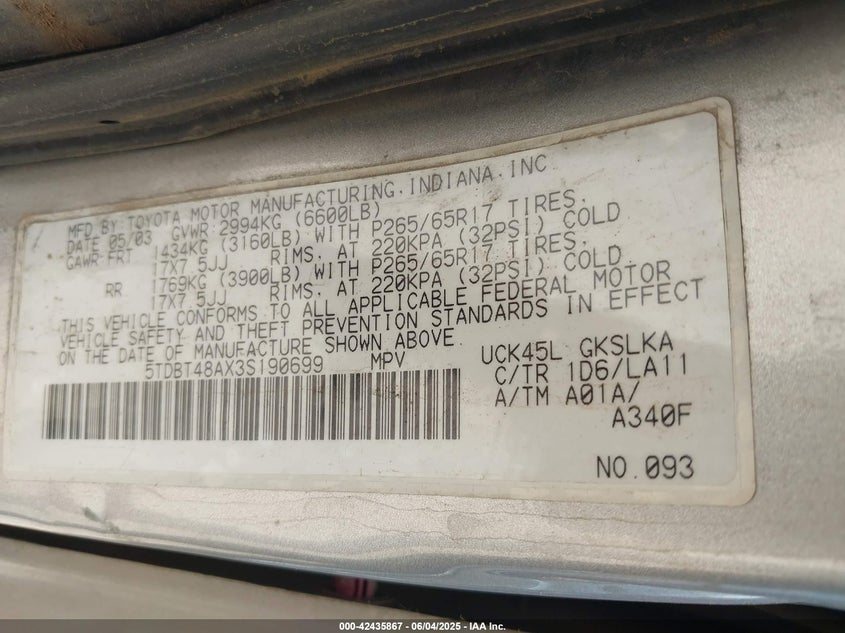 MFD BY:TOYOTA MOTOR MANUFACTURING,INDIANA,INC
DATE 05/03 GVWR 2994KG (6600LB)
GAWR FRT 1434KG (3160LB) WITH P265/65R17 TIRES,
17X7.5JJ RIMS, AT 220KPA (32PSI) COLD
RR 1769KG (3900LB) WITH P265/65R17 TIRES,
17X7.5JJ RIMS, AT 220KPA (32PSI) COLD.
THIS VEHICLE CONFORMS TO ALL APPLICABLE FEDERAL MOTOR
VEHICLE SAFETY AND THEFT PREVENTION STANDARDS IN EFFECT
ON THE DATE OF MANUFACTURE SHOWN ABOVE
5TDBT48AX3S190699 MPV
UCK45L GKSLKA
C/TR 1D6/LA11
A/TM A01A/
A340F
NO.093
000-42435867 - 06/04/2025 - IAA Inc.